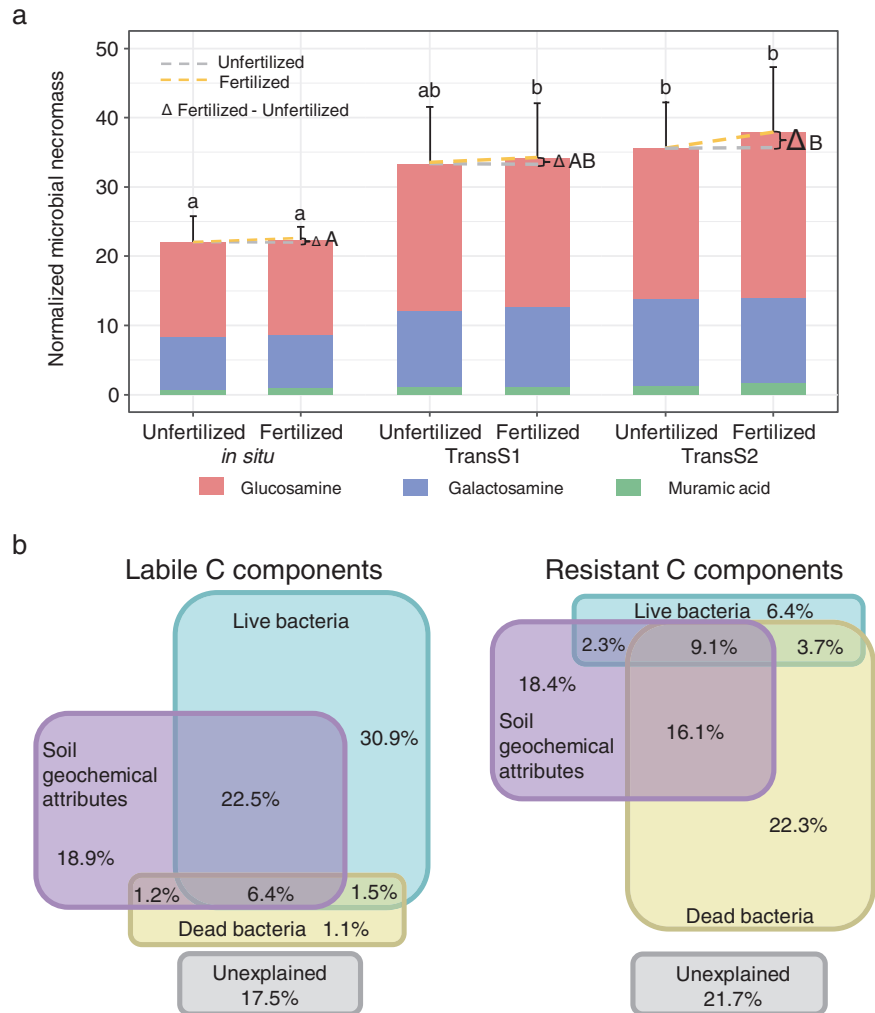 a
50
40
30
20
10
0
Normalized microbial necromass
Unfertilized
Fertilized
Δ Fertilized - Unfertilized
a
a
ab
b
b
b
Δ A
Δ AB
Δ B
Unfertilized Fertilized Unfertilized Fertilized Unfertilized Fertilized
in situ TransS1 TransS2
Glucosamine Galactosamine Muramic acid
b
Labile C components
Live bacteria
30.9%
Soil
geochemical
attributes
22.5%
18.9%
1.2% 6.4% 1.5%
Dead bacteria 1.1%
Unexplained
17.5%
Resistant C components
Live bacteria 6.4%
2.3% 9.1% 3.7%
18.4%
Soil
geochemical
attributes
16.1%
22.3%
Dead bacteria
Unexplained
21.7%